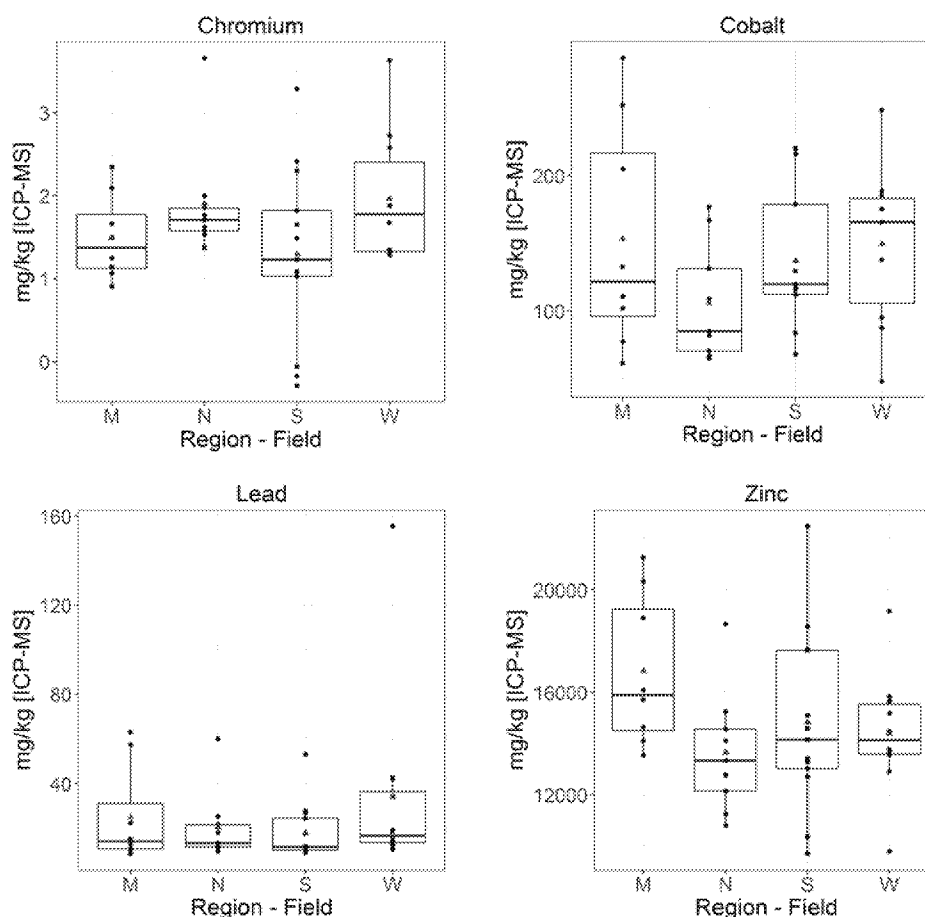 Chromium
mg/kg [ICP-MS]
3
2
1
0
M N S W
Region - Field
Cobalt
mg/kg [ICP-MS]
200
100
M N S W
Region - Field
Lead
mg/kg [ICP-MS]
160
120
80
40
M N S W
Region - Field
Zinc
mg/kg [ICP-MS]
20000
16000
12000
M N S W
Region - Field